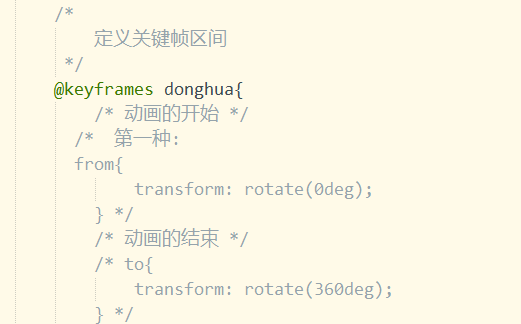 /*
定义关键帧区间
*/
@keyframes donghua{
/* 动画的开始 */
/* 第一种:
from{
transform: rotate(0deg);
} */
/* 动画的结束 */
/* to{
transform: rotate(360deg);
} */